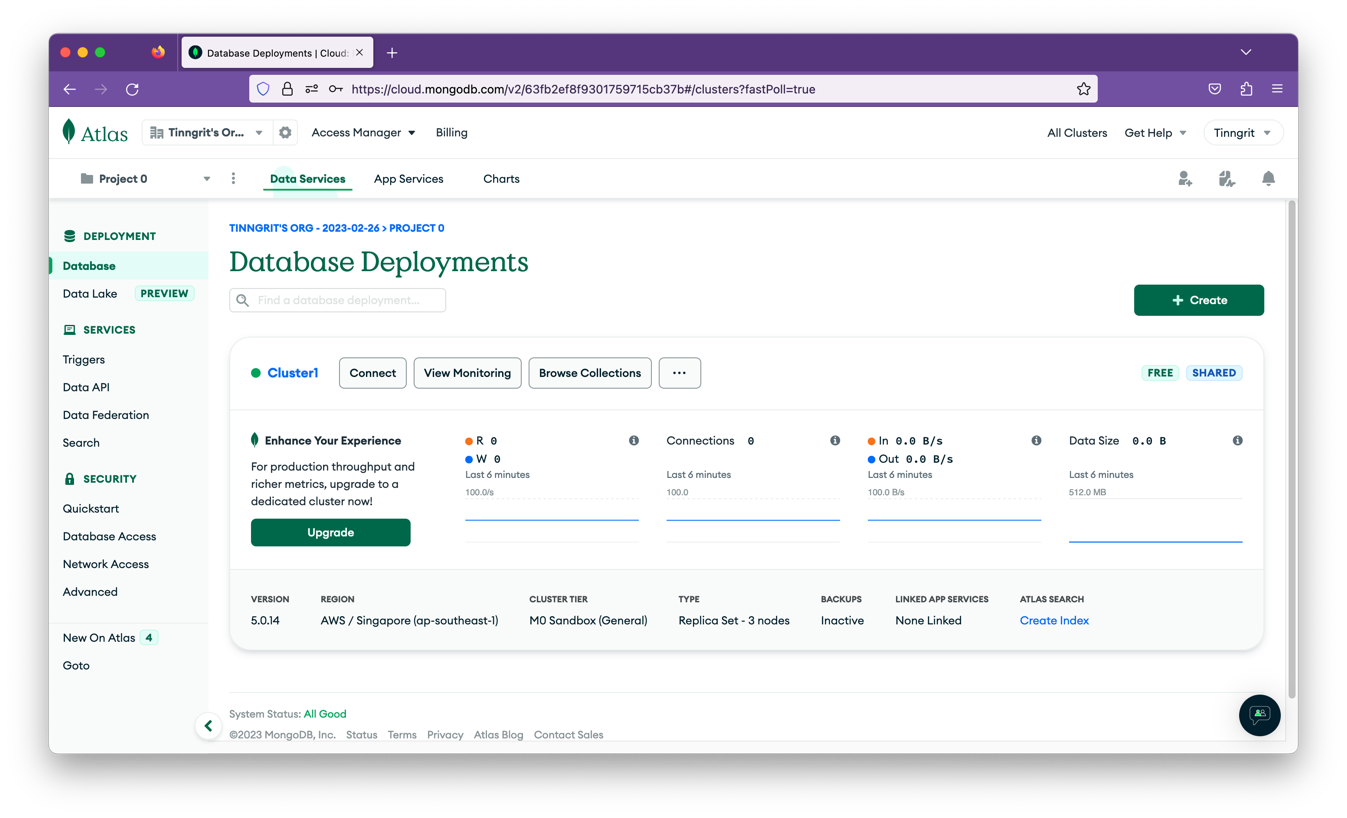 Database Deployments | Cloud:
https://cloud.mongodb.com/v2/63fb2ef8f9301759715cb37b#/clusters?fastPoll=true
Atlas Tinngrit's Or... Access Manager Billing All Clusters Get Help Tinngrit
Project 0 Data Services App Services Charts
DEPLOYMENT
Database
Data Lake PREVIEW
SERVICES
Triggers
Data API
Data Federation
Search
SECURITY
Quickstart
Database Access
Network Access
Advanced
New On Atlas 4
Goto
TINNGRIT'S ORG - 2023-02-26 > PROJECT 0
Database Deployments
Find a database deployment...
+ Create
Cluster1 Connect View Monitoring Browse Collections ... FREE SHARED
Enhance Your Experience
For production throughput and
richer metrics, upgrade to a
dedicated cluster now!
Upgrade
R 0
W 0
Last 6 minutes
100.0/s
Connections 0
Last 6 minutes
100.0
In 0.0 B/s
Out 0.0 B/s
Last 6 minutes
100.0 B/s
Data Size 0.0 B
Last 6 minutes
512.0 MB
VERSION REGION CLUSTER TIER TYPE BACKUPS LINKED APP SERVICES ATLAS SEARCH
5.0.14 AWS / Singapore (ap-southeast-1) M0 Sandbox (General) Replica Set - 3 nodes Inactive None Linked Create Index
System Status: All Good
©2023 MongoDB, Inc. Status Terms Privacy Atlas Blog Contact Sales